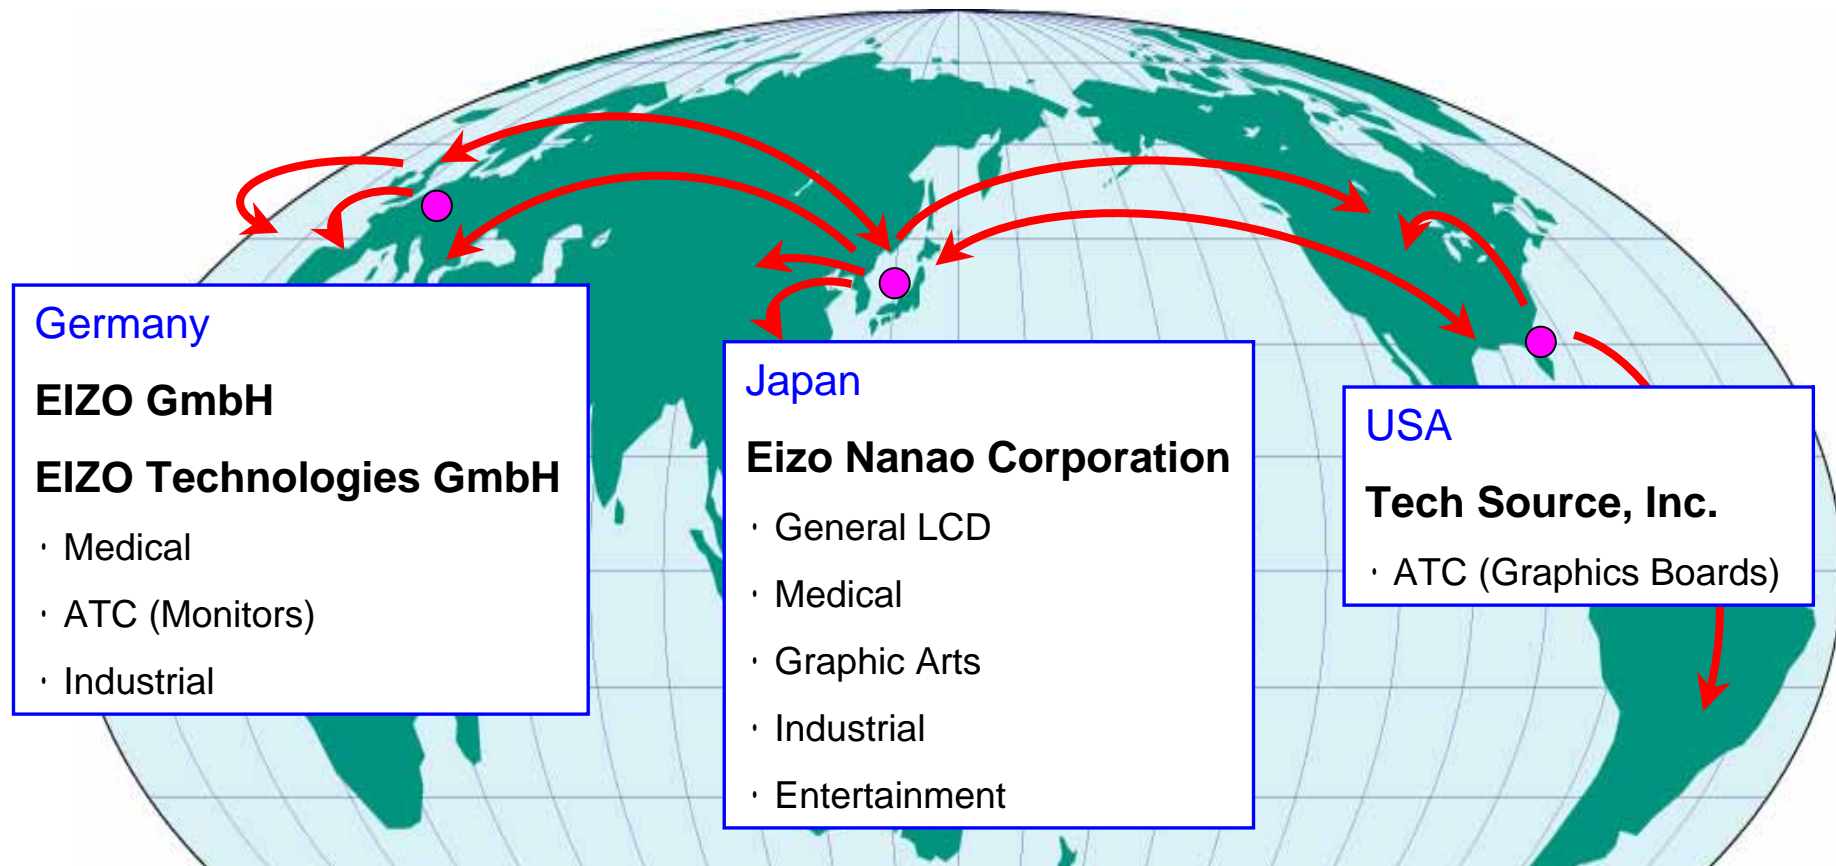 Germany
EIZO GmbH
EIZO Technologies GmbH
· Medical
· ATC (Monitors)
· Industrial
Japan
Eizo Nanao Corporation
· General LCD
· Medical
· Graphic Arts
· Industrial
· Entertainment
USA
Tech Source, Inc.
· ATC (Graphics Boards)